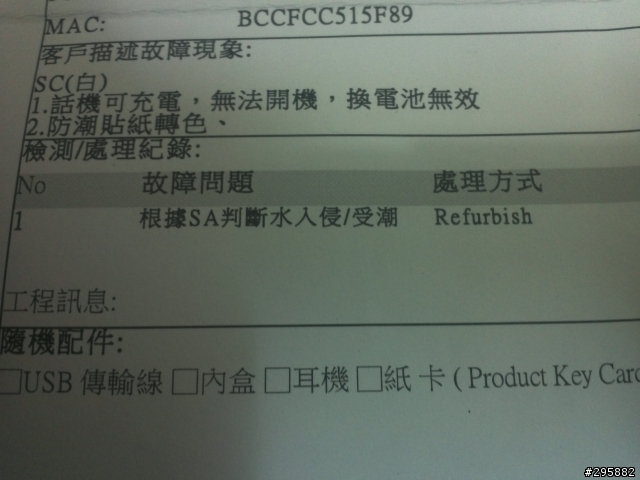 MAC: BCCFCC515F89
客戶描述故障現象:
SC(白)
1.話機可充電，無法開機，換電池無效
2.防潮貼紙轉色、
檢測/處理紀錄:
No 故障問題 處理方式
1 根據SA判斷水入侵/受潮 Refurbish
工程訊息:
隨機配件:
□USB 傳輸線 □內盒 □耳機 □紙 卡 ( Product Key Card
#295882